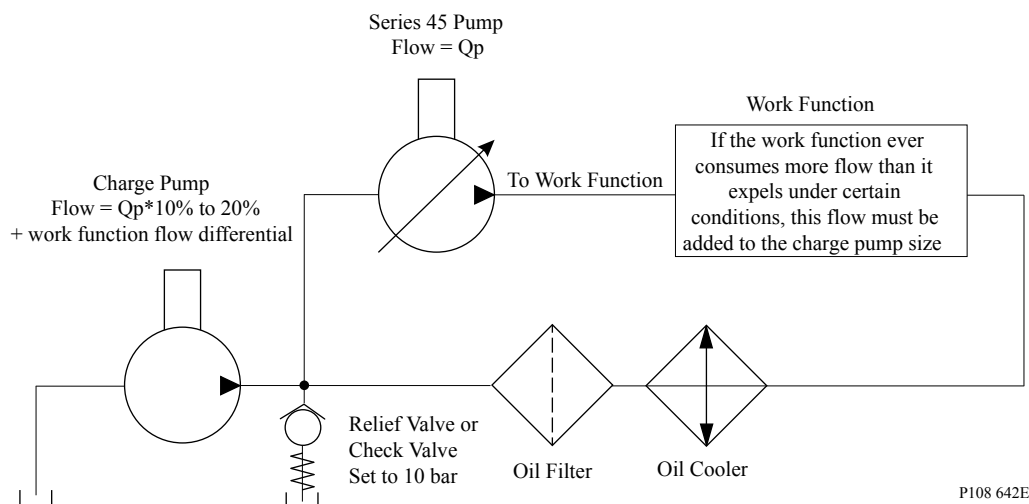 Series 45 Pump
Flow = Qp
Work Function
If the work function ever
consumes more flow than it
expels under certain
conditions, this flow must be
added to the charge pump size
To Work Function
Charge Pump
Flow = Qp*10% to 20%
+ work function flow differential
Relief Valve or
Check Valve
Set to 10 bar
Oil Filter
Oil Cooler
P108 642E